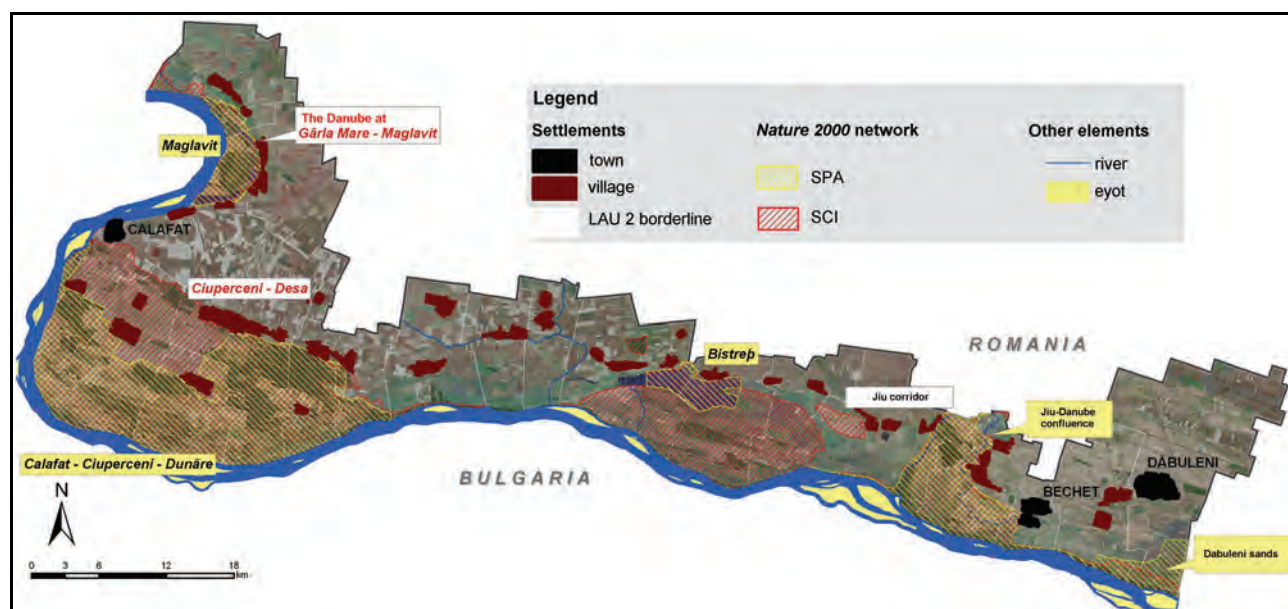 The Danube at
Gârla Mare - Maglavit
Maglavit
CALAFAT
Ciuperceni - Desa
Calafat - Ciuperceni - Dunăre
N
0 3 6 12 18
km
Legend
Settlements
town
village
LAU 2 borderline
Nature 2000 network
SPA
SCI
Other elements
river
eyot
ROMANIA
Bistreþ
Jiu corridor
Jiu-Danube
confluence
BULGARIA
DĂBULENI
BECHET
Dabuleni sands